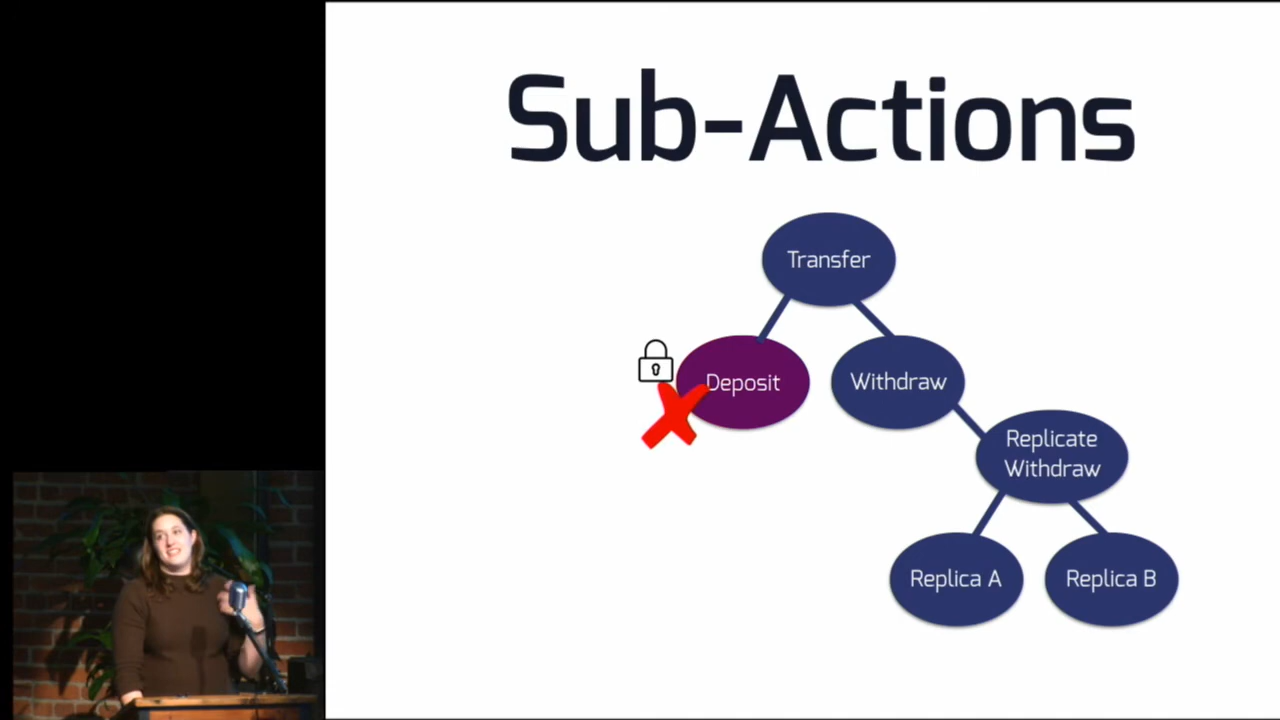 Sub-Actions
Transfer
Deposit
Withdraw
Replicate
Withdraw
Replica A
Replica B